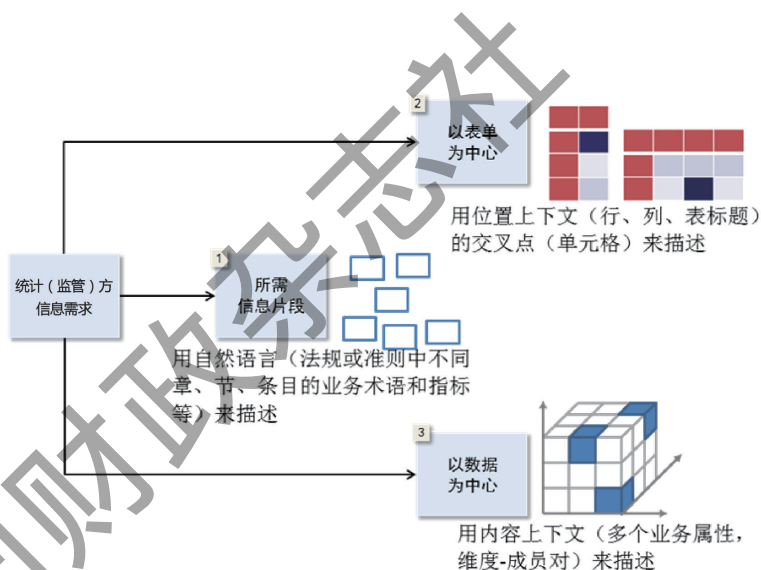 2
以表单
为中心
用位置上下文（行、列、表标题）
的交叉点（单元格）来描述
统计（监管）方
信息需求
1
所需
信息片段
用自然语言（法规或准则中不同
章、节、条目的业务术语和指标
等）来描述
3
以数据
为中心
用内容上下文（多个业务属性，
维度-成员对）来描述
财政杂志社